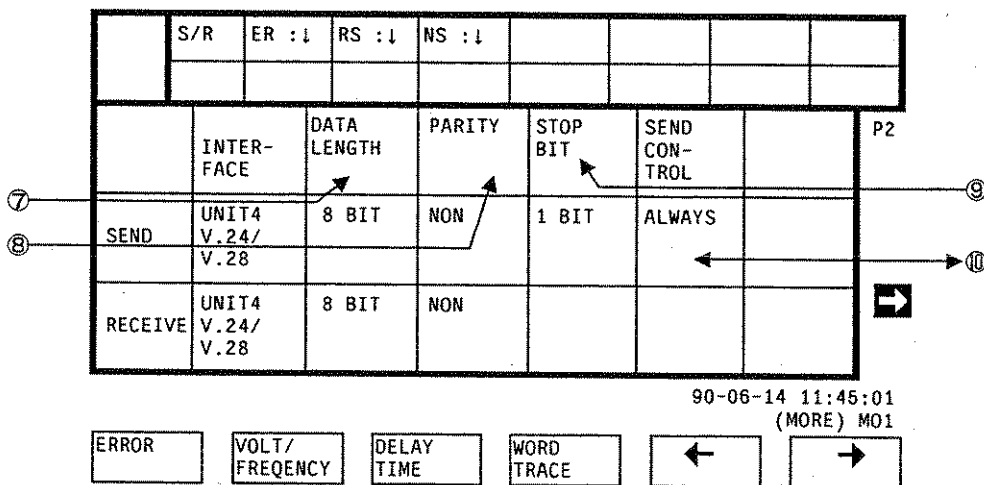 S/R ER :↓ RS :↓ NS :↓
INTER-
FACE
DATA
LENGTH
PARITY
STOP
BIT
SEND
CON-
TROL
P2
⑦
⑧
⑨
⑩
SEND
UNIT4
V.24/
V.28
8 BIT
NON
1 BIT
ALWAYS
RECEIVE
UNIT4
V.24/
V.28
8 BIT
NON
90-06-14 11:45:01
(MORE) MO1
ERROR
VOLT/
FREQENCY
DELAY
TIME
WORD
TRACE